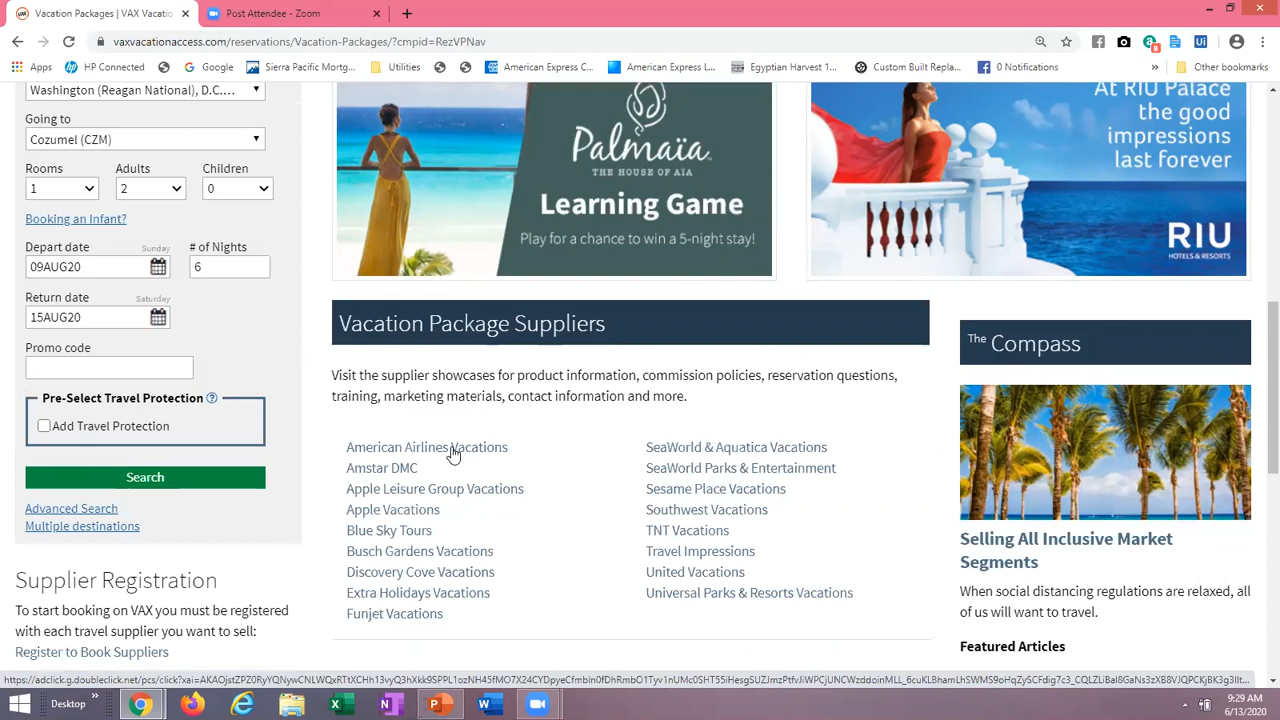 Vacation Packages | VAX Vacatio
Post Attendee - Zoom
vaxvacationaccess.com/reservations/Vacation-Packages/?cmpid=RezVPNav
Apps
HP Connected
Google
Sierra Pacific Mortg...
Utilities
American Express C...
American Express L...
Egyptian Harvest 1...
Custom Built Repla...
0 Notifications
»
Other bookmarks
Washington (Reagan National), D.C....
Going to
Cozumel (CZM)
Rooms Adults Children
1 2 0
Booking an Infant?
Depart date Sunday # of Nights
09AUG20 6
Return date Saturday
15AUG20
Promo code
Pre-Select Travel Protection ?
Add Travel Protection
Search
Advanced Search
Multiple destinations
Supplier Registration
To start booking on VAX you must be registered
with each travel supplier you want to sell:
Register to Book Suppliers
Palmaïa
THE HOUSE OF AÏA
Learning Game
Play for a chance to win a 5-night stay!
At RIU Palace
the good
impressions
last forever
RIU
HOTELS & RESORTS
Vacation Package Suppliers
Visit the supplier showcases for product information, commission policies, reservation questions,
training, marketing materials, contact information and more.
American Airlines Vacations
Amstar DMC
Apple Leisure Group Vacations
Apple Vacations
Blue Sky Tours
Busch Gardens Vacations
Discovery Cove Vacations
Extra Holidays Vacations
Funjet Vacations
SeaWorld & Aquatica Vacations
SeaWorld Parks & Entertainment
Sesame Place Vacations
Southwest Vacations
TNT Vacations
Travel Impressions
United Vacations
Universal Parks & Resorts Vacations
The Compass
Selling All Inclusive Market
Segments
When social distancing regulations are relaxed, all
of us will want to travel.
Featured Articles
Desktop
»
9:29 AM
6/13/2020